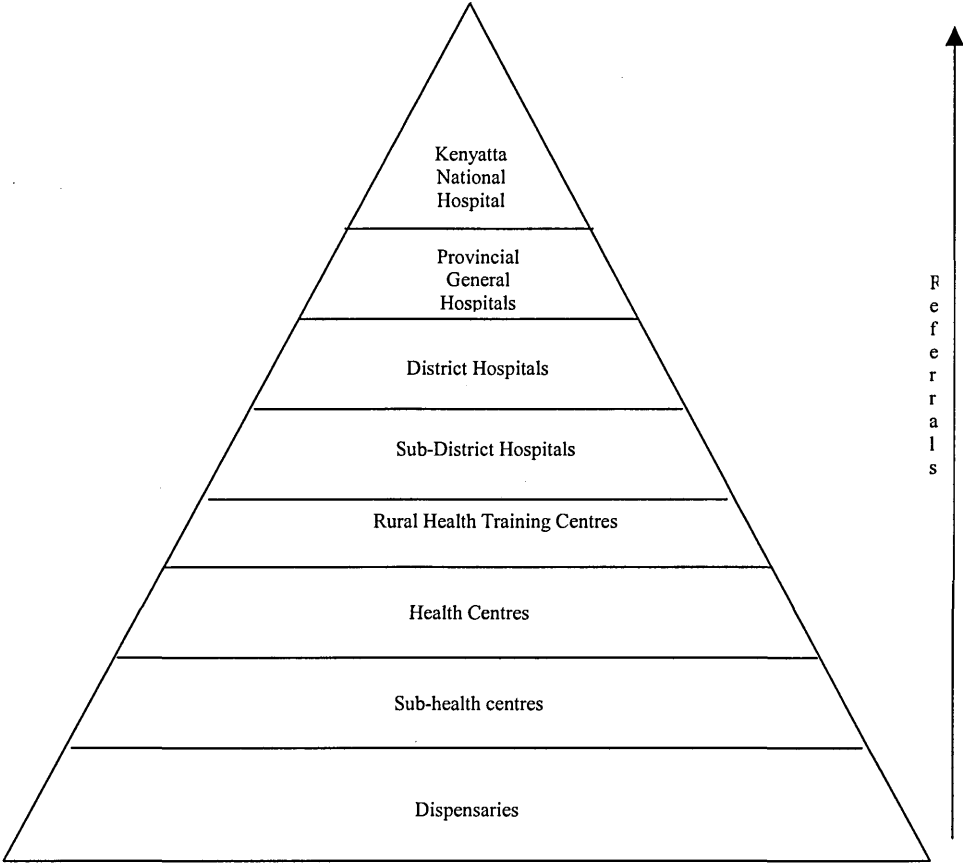 Kenyatta
National
Hospital
Provincial
General
Hospitals
District Hospitals
Sub-District Hospitals
Rural Health Training Centres
Health Centres
Sub-health centres
Dispensaries
Referrals